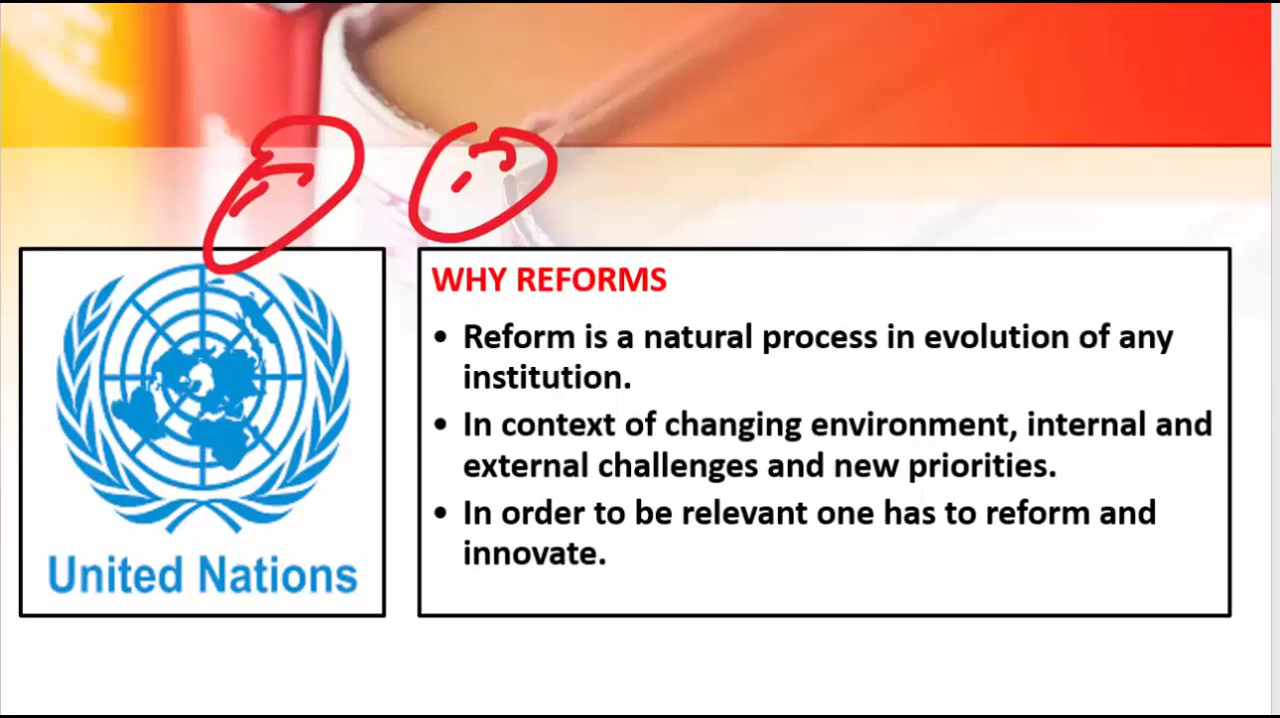 WHY REFORMS
• Reform is a natural process in evolution of any
institution.
• In context of changing environment, internal and
external challenges and new priorities.
• In order to be relevant one has to reform and
innovate.
United Nations